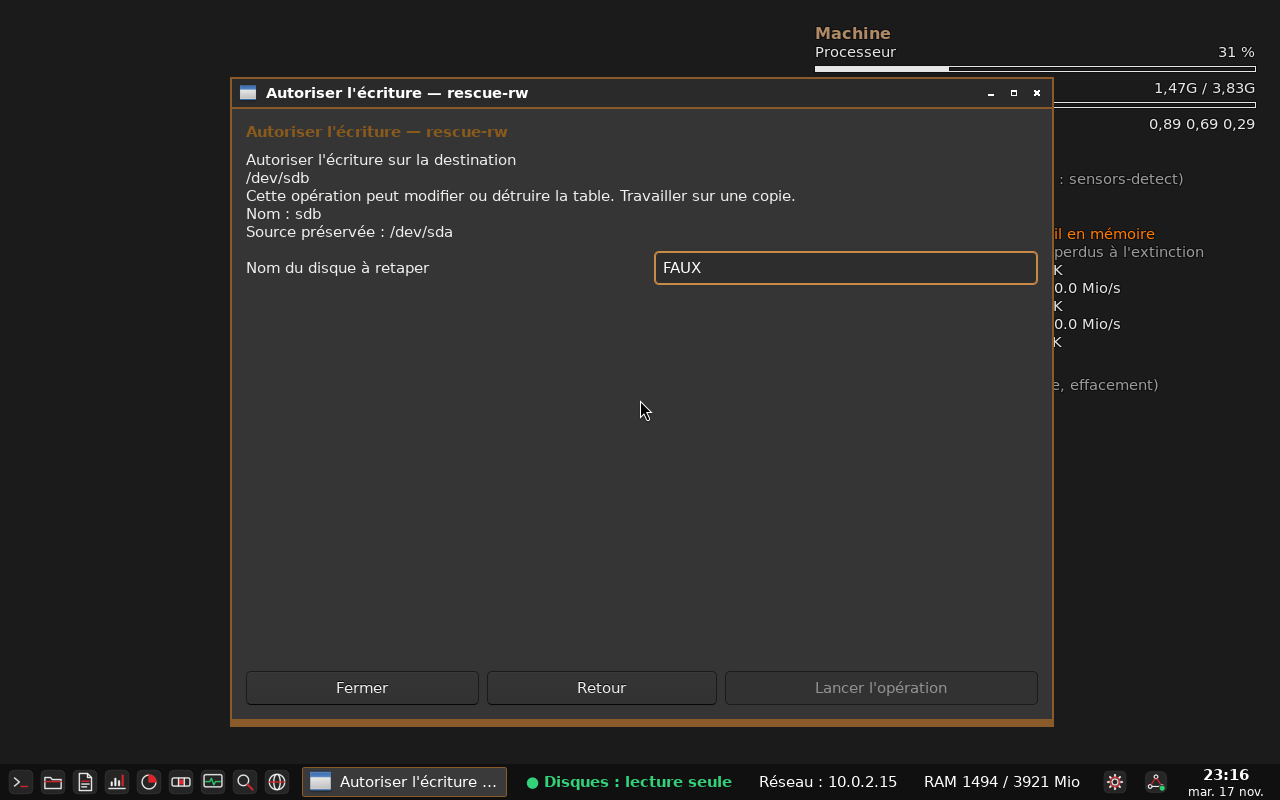 Machine
Processeur 31 %
1,47G / 3,83G
0,89 0,69 0,29
: sensors-detect)
il en mémoire
perdus à l'extinction
K
0.0 Mio/s
K
0.0 Mio/s
K
e, effacement)
Autoriser l'écriture — rescue-rw
Autoriser l'écriture — rescue-rw
Autoriser l'écriture sur la destination
/dev/sdb
Cette opération peut modifier ou détruire la table. Travailler sur une copie.
Nom : sdb
Source préservée : /dev/sda
Nom du disque à retaper FAUX
Fermer Retour Lancer l'opération
Autoriser l'écriture ... Disques : lecture seule Réseau : 10.0.2.15 RAM 1494 / 3921 Mio 23:16
mar. 17 nov.